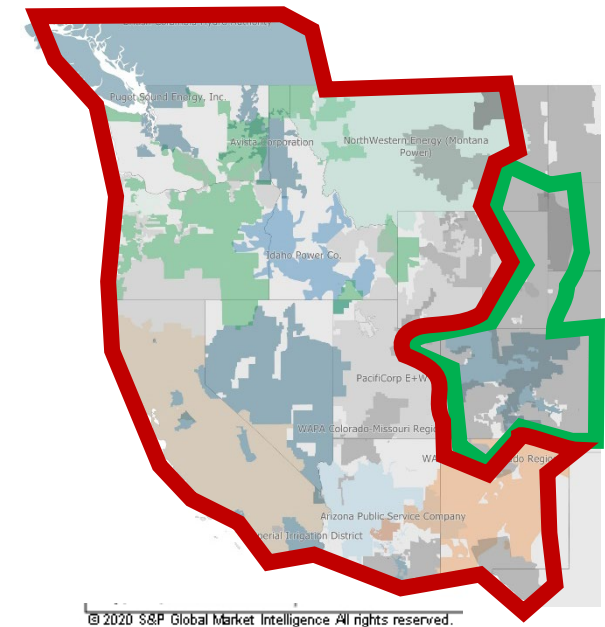 Puget Sound Energy, Inc.
Avista Corporation
NorthWestern Energy (Montana
Power)
Idaho Power Co.
PacifiCorp E+W
WAPA Colorado-Missouri
Arizona Public Service Company
Irrigation District
© 2020 S&P Global Market Intelligence All rights reserved.